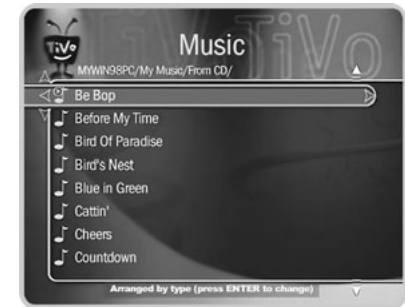 TiVo
TiVo
Music
MYWIN98PC/My Music/From CD/
Be Bop
Before My Time
Bird Of Paradise
Bird's Nest
Blue in Green
Cattin'
Cheers
Countdown
Arranged by type (press ENTER to change)